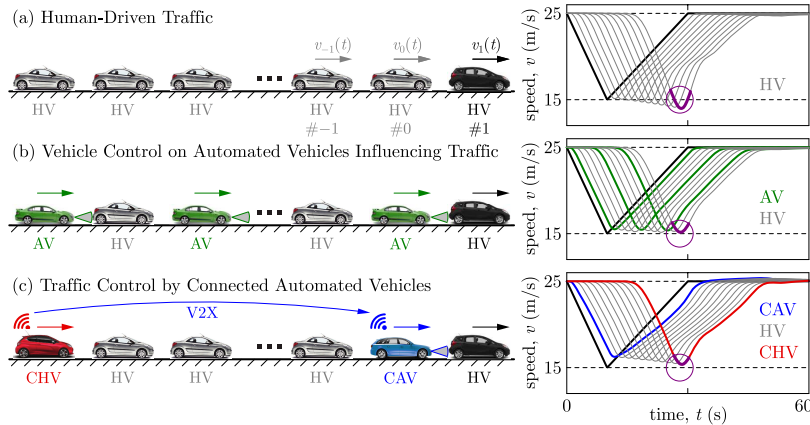 (a) Human-Driven Traffic
v₋₁(t) v₀(t) v₁(t)
HV HV HV HV HV HV
#−1 #0 #1
25
15
speed, v (m/s)
HV
(b) Vehicle Control on Automated Vehicles Influencing Traffic
AV HV AV HV AV HV
25
15
speed, v (m/s)
AV
HV
(c) Traffic Control by Connected Automated Vehicles
V2X
CHV HV HV HV CAV HV
25
15
speed, v (m/s)
CAV
HV
CHV
0 60
time, t (s)